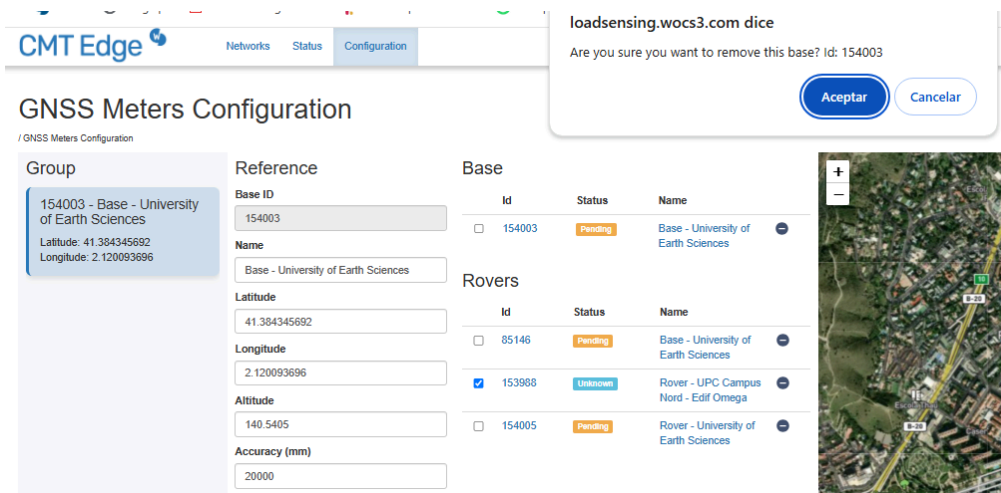 loadsensing.wocs3.com dice
Are you sure you want to remove this base? Id: 154003
Aceptar
Cancelar
CMT Edge
Networks
Status
Configuration
GNSS Meters Configuration
/ GNSS Meters Configuration
Group
154003 - Base - University
of Earth Sciences
Latitude: 41.384345692
Longitude: 2.120093696
Reference
Base ID
154003
Name
Base - University of Earth Sciences
Latitude
41.384345692
Longitude
2.120093696
Altitude
140.5405
Accuracy (mm)
20000
Base
Id Status Name
154003 Pending Base - University of
Earth Sciences
Rovers
Id Status Name
85146 Pending Base - University of
Earth Sciences
153988 Unknown Rover - UPC Campus
Nord - Edif Omega
154005 Pending Rover - University of
Earth Sciences
+
−
10
B-20
B-20